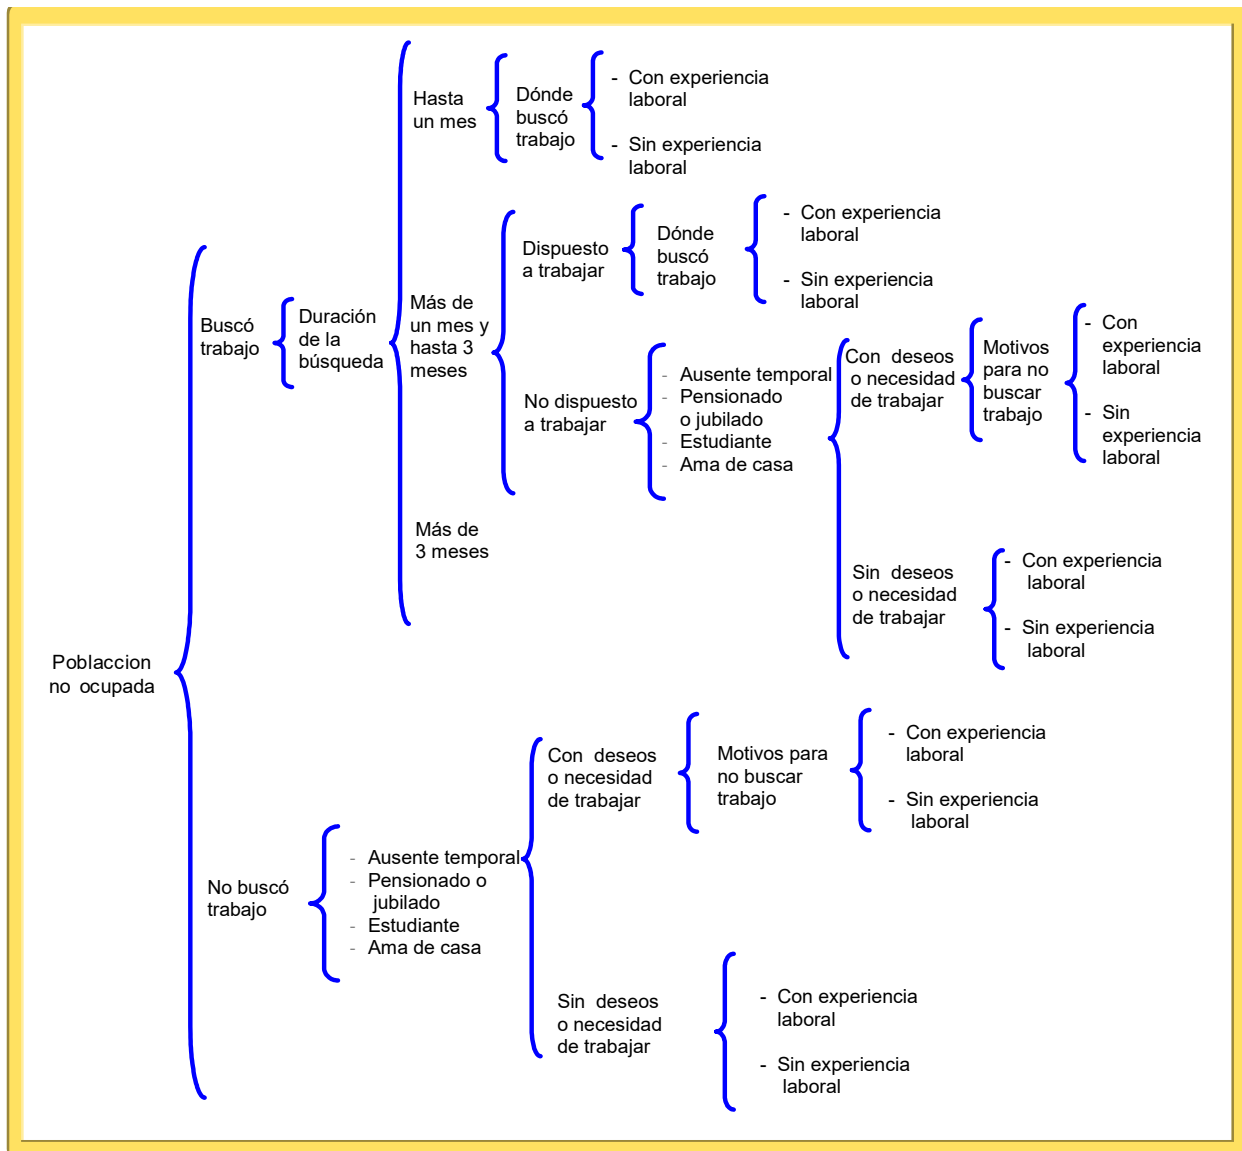 Hasta
un mes
Dónde
buscó
trabajo
- Con experiencia
laboral
- Sin experiencia
laboral
Dispuesto
a trabajar
Dónde
buscó
trabajo
- Con experiencia
laboral
- Sin experiencia
laboral
Buscó
trabajo
Duración
de la
búsqueda
Más de
un mes y
hasta 3
meses
No dispuesto
a trabajar
- Ausente temporal
- Pensionado
o jubilado
- Estudiante
- Ama de casa
Con deseos
o necesidad
de trabajar
Motivos
para no
buscar
trabajo
- Con
experiencia
laboral
- Sin
experiencia
laboral
Más de
3 meses
Sin deseos
o necesidad
de trabajar
- Con experiencia
laboral
- Sin experiencia
laboral
Poblaccion
no ocupada
Con deseos
o necesidad
de trabajar
Motivos para
no buscar
trabajo
- Con experiencia
laboral
- Sin experiencia
laboral
No buscó
trabajo
- Ausente temporal
- Pensionado o
jubilado
- Estudiante
- Ama de casa
Sin deseos
o necesidad
de trabajar
- Con experiencia
laboral
- Sin experiencia
laboral